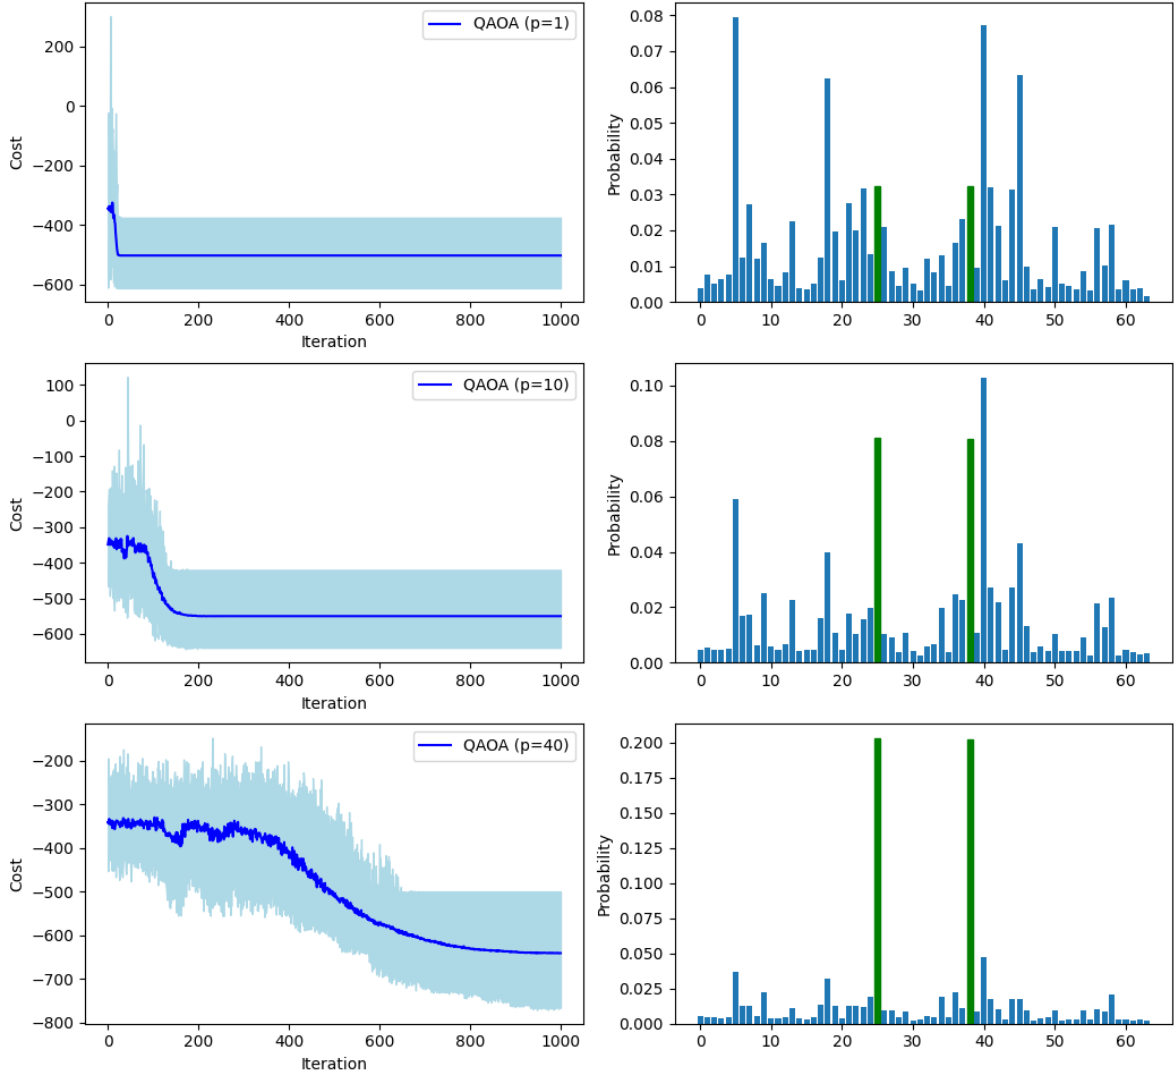 QAOA (p=1)
200
0
−200
−400
−600
Cost
0 200 400 600 800 1000
Iteration
0.08
0.07
0.06
0.05
0.04
0.03
0.02
0.01
0.00
Probability
0 10 20 30 40 50 60
QAOA (p=10)
100
0
−100
−200
−300
−400
−500
−600
Cost
0 200 400 600 800 1000
Iteration
0.10
0.08
0.06
0.04
0.02
0.00
Probability
0 10 20 30 40 50 60
QAOA (p=40)
−200
−300
−400
−500
−600
−700
−800
Cost
0 200 400 600 800 1000
Iteration
0.200
0.175
0.150
0.125
0.100
0.075
0.050
0.025
0.000
Probability
0 10 20 30 40 50 60